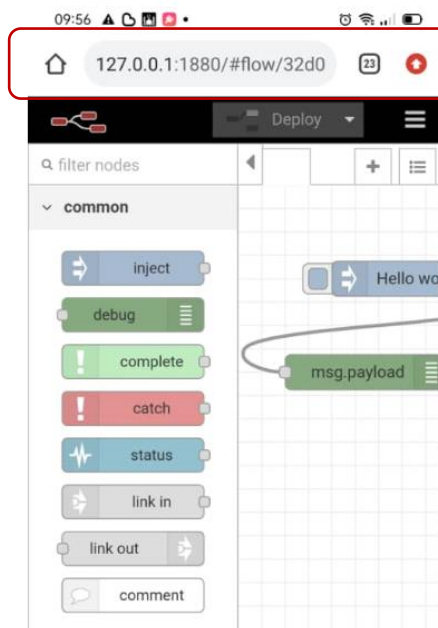 09:56
127.0.0.1:1880/#flow/32d0
23
Deploy
filter nodes
common
inject
debug
complete
catch
status
link in
link out
comment
Hello wo
msg.payload